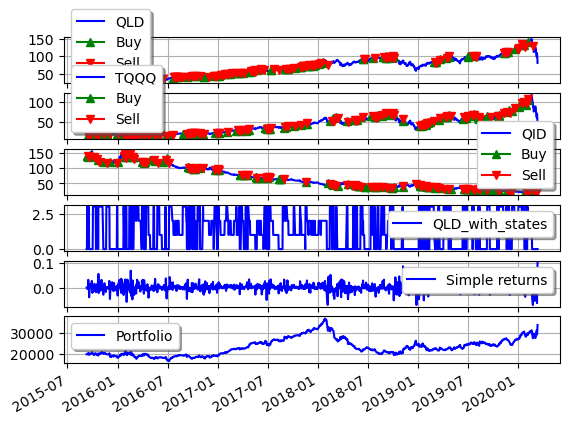 QLD
150
Buy
100
Sell
50
TQQQ
Buy
100
Sell
50
QID
150
Buy
100
Sell
50
2.5
QLD_with_states
0.0
0.1
Simple returns
0.0
30000
Portfolio
20000
2015-07
2016-01
2016-07
2017-01
2017-07
2018-01
2018-07
2019-01
2019-07
2020-01